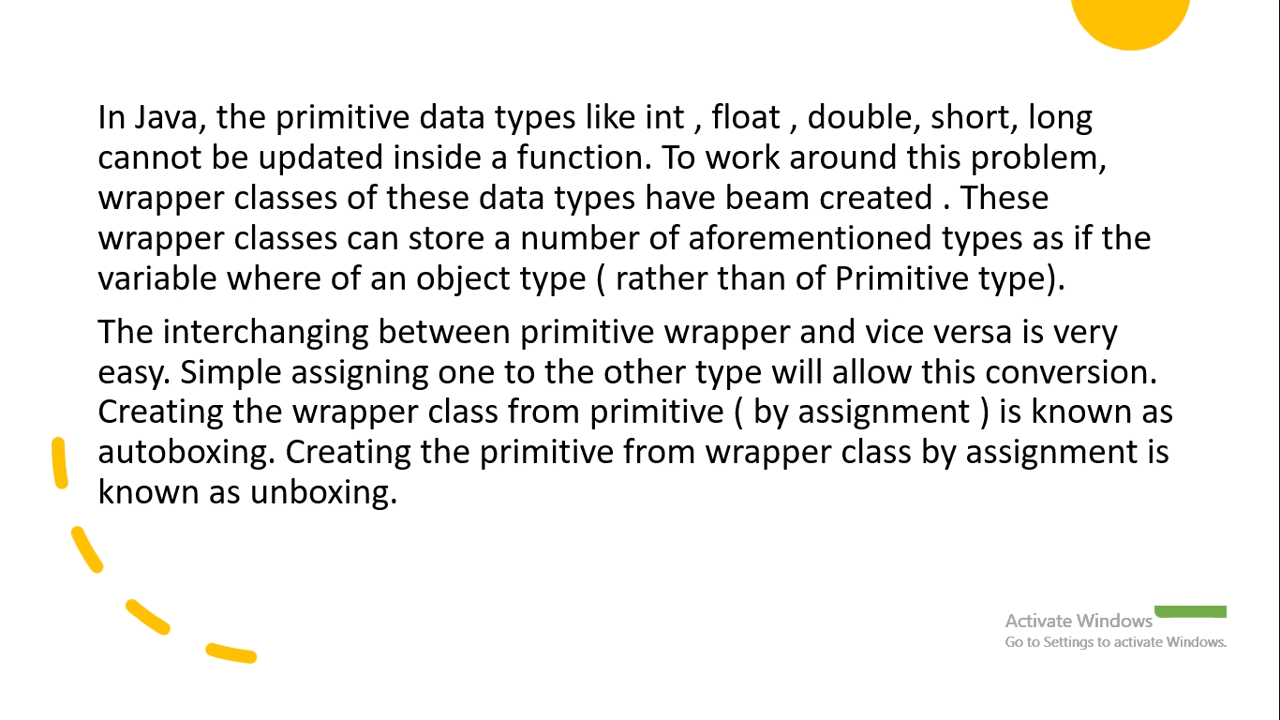 In Java, the primitive data types like int , float , double, short, long
cannot be updated inside a function. To work around this problem,
wrapper classes of these data types have beam created . These
wrapper classes can store a number of aforementioned types as if the
variable where of an object type ( rather than of Primitive type).
The interchanging between primitive wrapper and vice versa is very
easy. Simple assigning one to the other type will allow this conversion.
Creating the wrapper class from primitive ( by assignment ) is known as
autoboxing. Creating the primitive from wrapper class by assignment is
known as unboxing.
Activate Windows
Go to Settings to activate Windows.